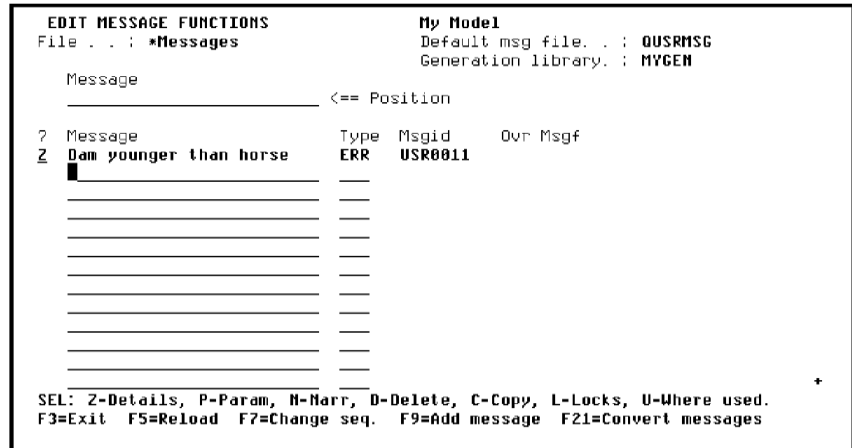 EDIT MESSAGE FUNCTIONS My Model
File . . : *Messages Default msg file. . : QUSRMSG
Generation library. : MYGEN
Message
<== Position
? Message Type Msgid Ovr Msgf
Z Dam younger than horse ERR USR0011
+
SEL: Z-Details, P-Param, N-Narr, D-Delete, C-Copy, L-Locks, U-Where used.
F3=Exit F5=Reload F7=Change seq. F9=Add message F21=Convert messages